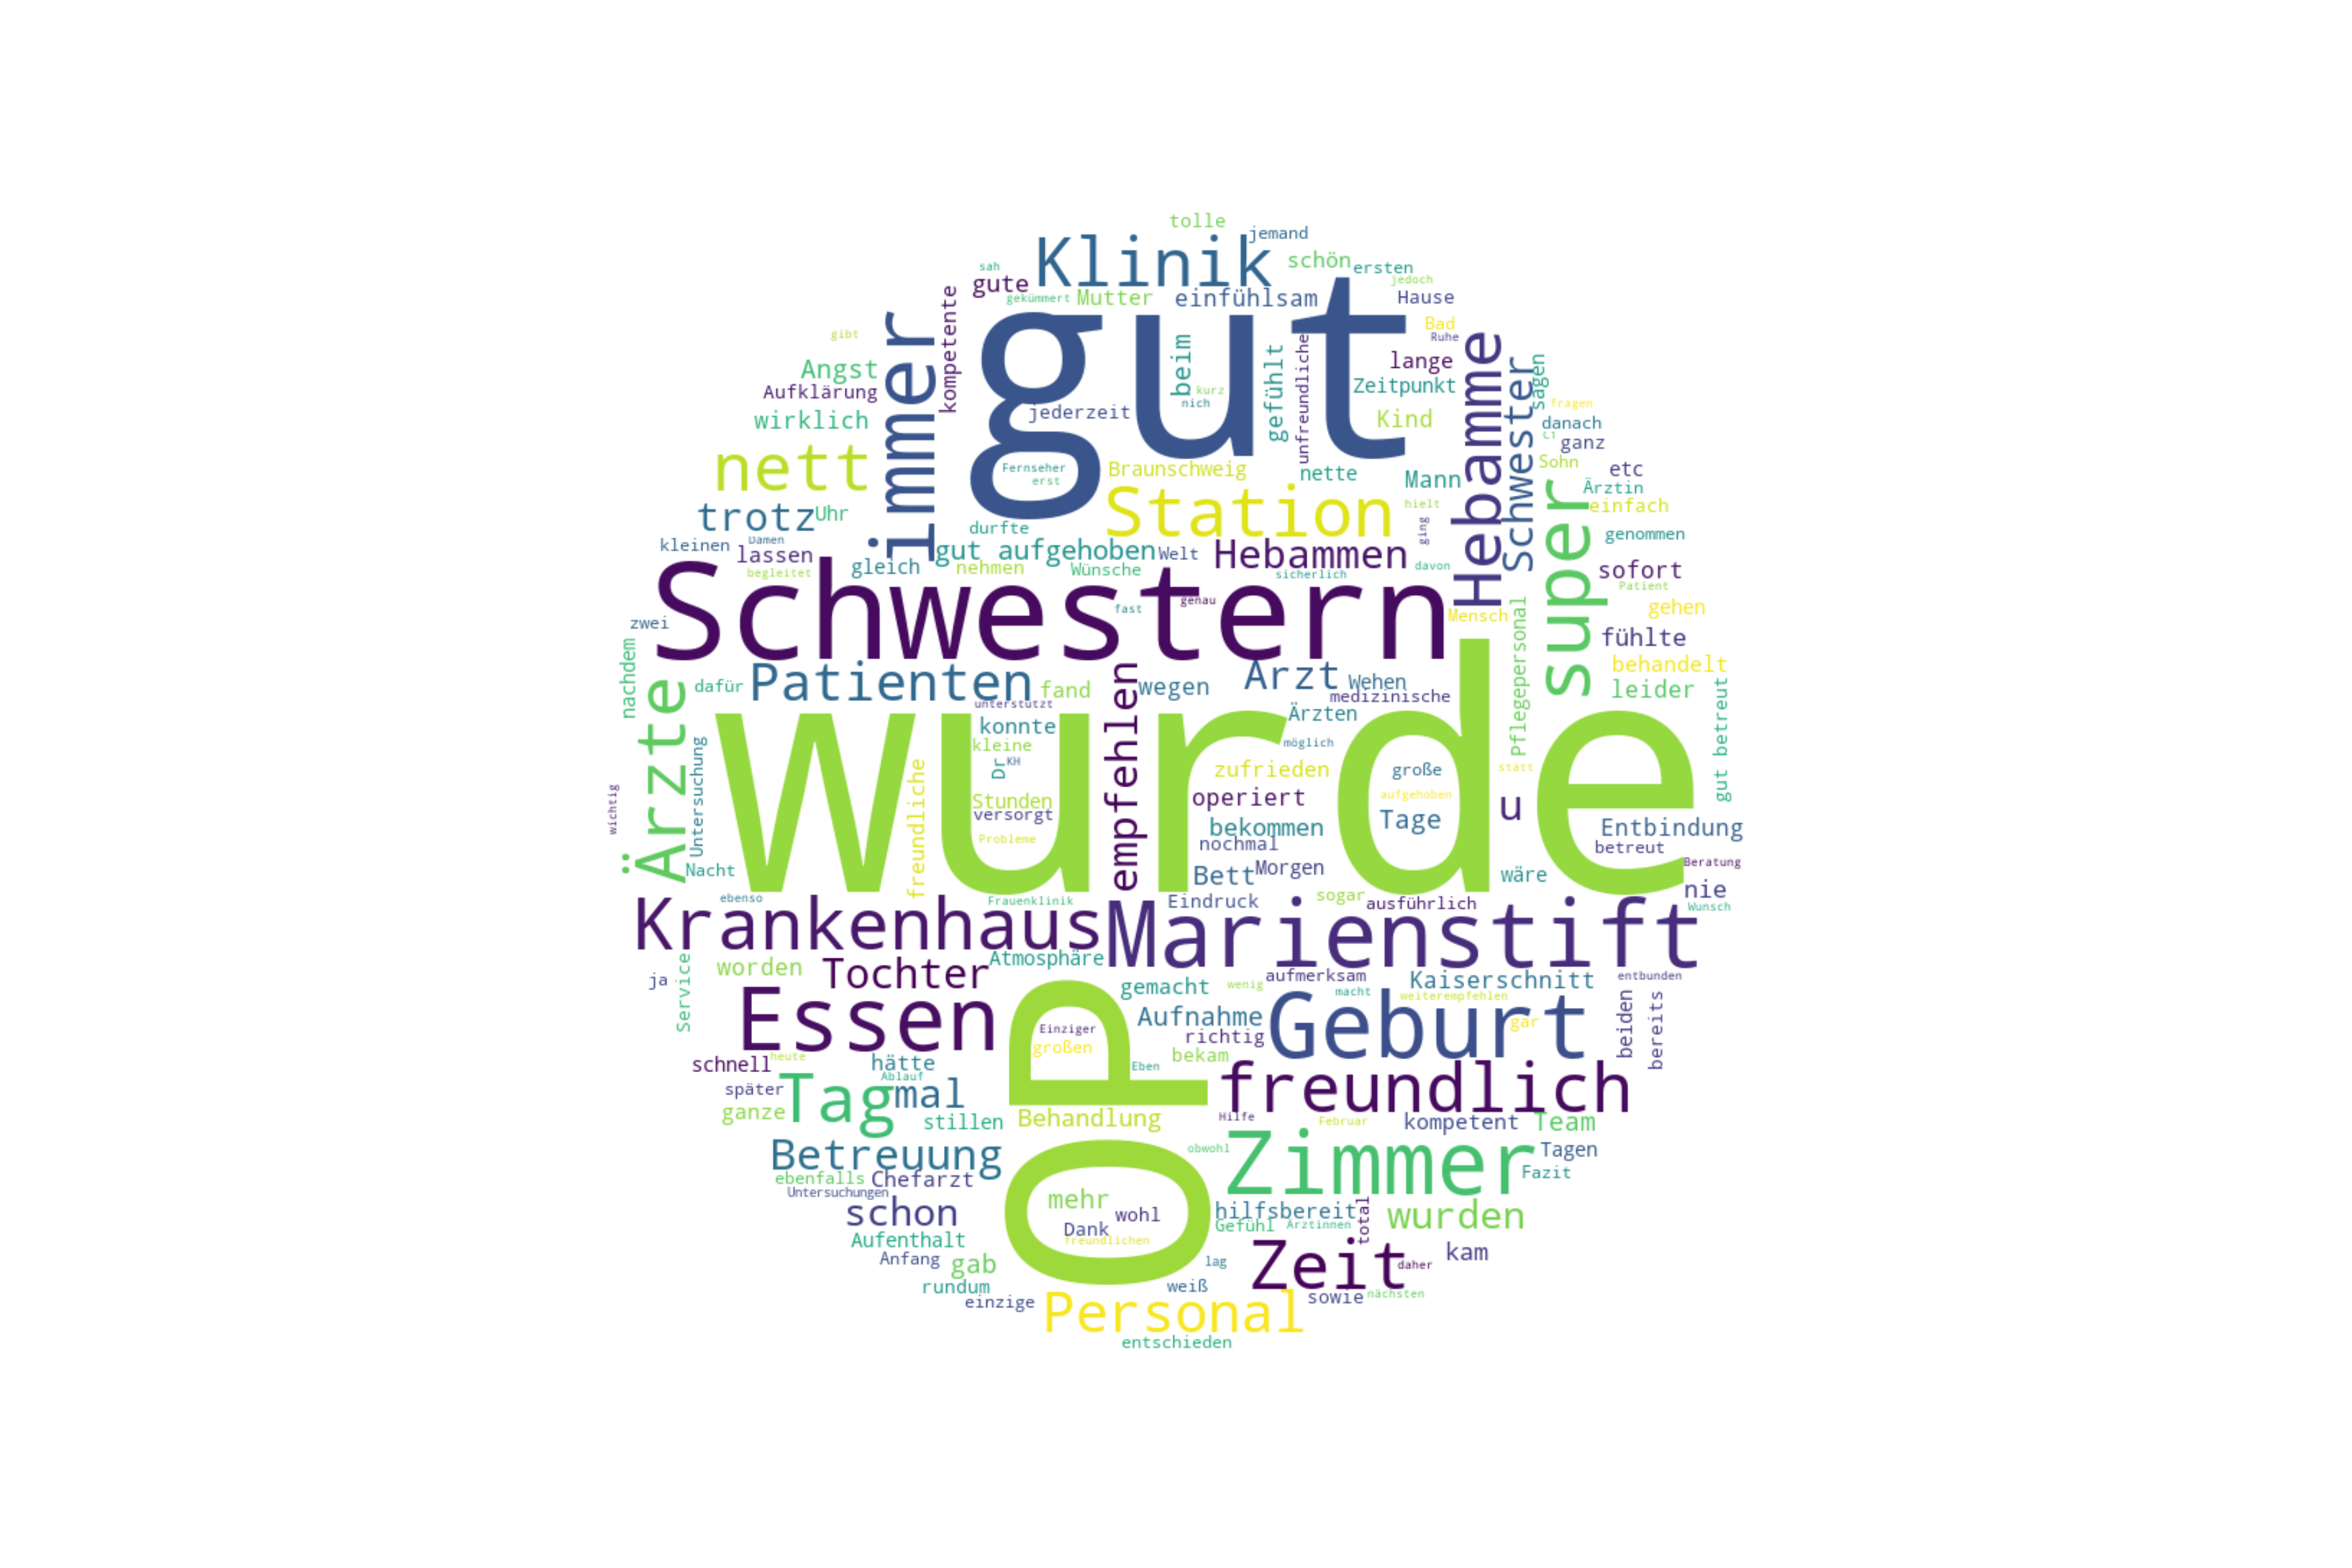 tolle
jemand
Klinik
schön
ersten
sah
gute
gekümmert
Mutter
einfühlsam
jedoch
Hause
gut
immer
kompetente
gibt
Bad
Ruhe
Angst
Aufklärung
wirklich
beim
kurz
nich
jederzeit
gefühlt
unfreundliche
lange
Zeitpunkt
Kind
Hebamme
Schwester
sagen
fragen
danach
CT
ganz
nett
Fernseher
erst
Braunschweig
nette
Mann
Sohn
etc
Ärztin
einfach
trotz
Uhr
durfte
Station
hielt
ging
super
genommen
kleinen
Damen
lassen
begleitet
gleich
gut aufgehoben
nehmen
Welt
Wünsche
Hebammen
sicherlich
davon
sofort
Patient
Schwestern
genau
fast
Mensch
gehen
zwei
fühlte
nachdem
dafür
Patienten
fand
wegen
Arzt
Wehen
medizinische
Pflegepersonal
behandelt
leider
gut betreut
unterstützt
empfehlen
Ärzten
wurde
Ärzte
Untersuchung
konnte
kleine
Dr
KH
möglich
zufrieden
große
statt
aufgehoben
wichtig
freundliche
Stunden
versorgt
operiert
Tage
u
Probleme
bekommen
nochmal
Entbindung
betreut
Nacht
Bett
Morgen
wäre
Beratung
nie
Wunsch
ebenso
Frauenklinik
Eindruck
sogar
ausführlich
Krankenhaus
Marienstift
ja
Service
worden
Tochter
Atmosphäre
aufmerksam
Kaiserschnitt
entbunden
gemacht
wenig
macht
weiterempfehlen
Essen
OP
Einziger
großen
Aufnahme
richtig
bekam
Geburt
gar
beiden
bereits
schnell
heute
hätte
Ablauf
Eben
später
ganze
Tag
mal
stillen
Behandlung
freundlich
Hilfe
Februar
kompetent
Team
Betreuung
obwohl
Zimmer
Tagen
Fazit
ebenfalls
Chefarzt
Untersuchungen
mehr
wohl
Dank
freundlichen
schon
hilfsbereit
Gefühl
Ärztinnen
total
wurden
Aufenthalt
Anfang
gab
lag
Zeit
daher
kam
rundum
weiß
einzige
sowie
nächsten
Personal
entschieden